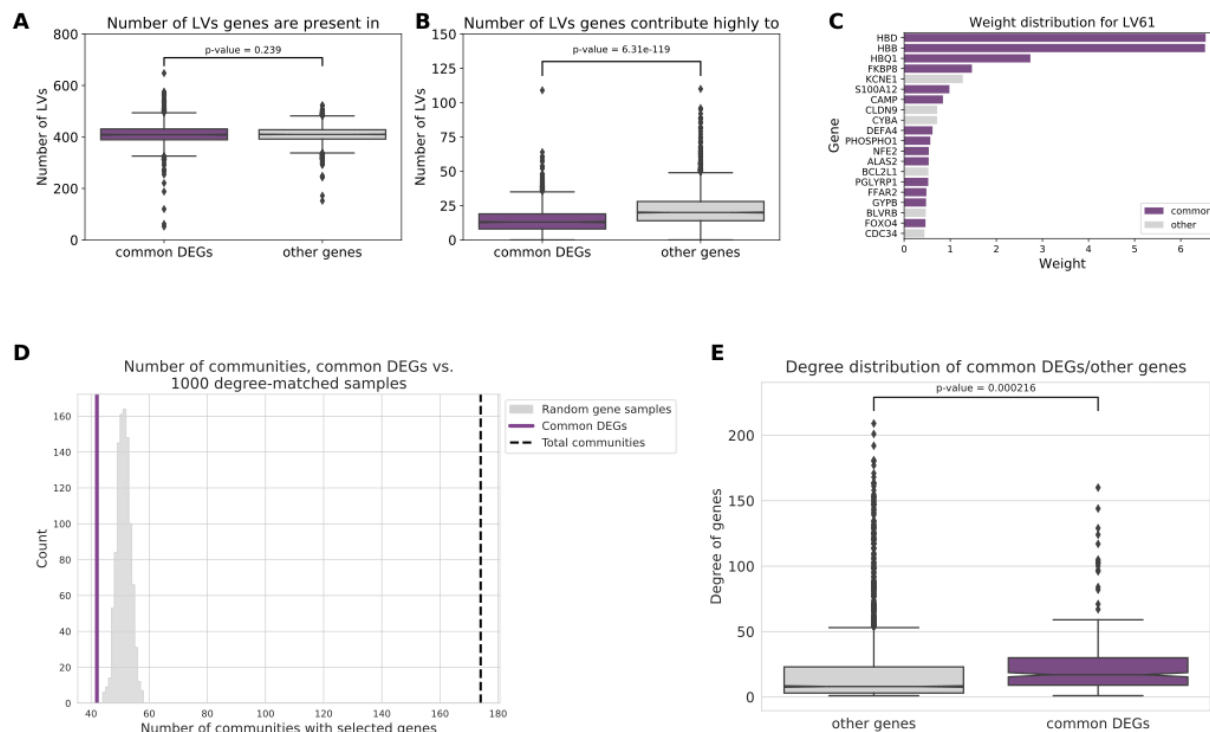 A
Number of LVs genes are present in
800
600
400
200
0
Number of LVs
p-value = 0.239
common DEGs
other genes
B
Number of LVs genes contribute highly to
150
125
100
75
50
25
0
Number of LVs
p-value = 6.31e-119
common DEGs
other genes
C
Weight distribution for LV61
HBD
HBB
HBQ1
FKBP8
KCNE1
S100A12
CAMP
CLDN9
CYBA
DEFA4
PHOSPHO1
NFE2
ALAS2
BCL2L1
PGLYRP1
FFAR2
GYPB
BLVRB
FOXO4
CDC34
Gene
common
other
0 1 2 3 4 5 6
Weight
D
Number of communities, common DEGs vs.
1000 degree-matched samples
160
140
120
100
80
60
40
20
0
Count
Random gene samples
Common DEGs
Total communities
40 60 80 100 120 140 160 180
Number of communities with selected genes
E
Degree distribution of common DEGs/other genes
p-value = 0.000216
200
150
100
50
0
Degree of genes
other genes
common DEGs